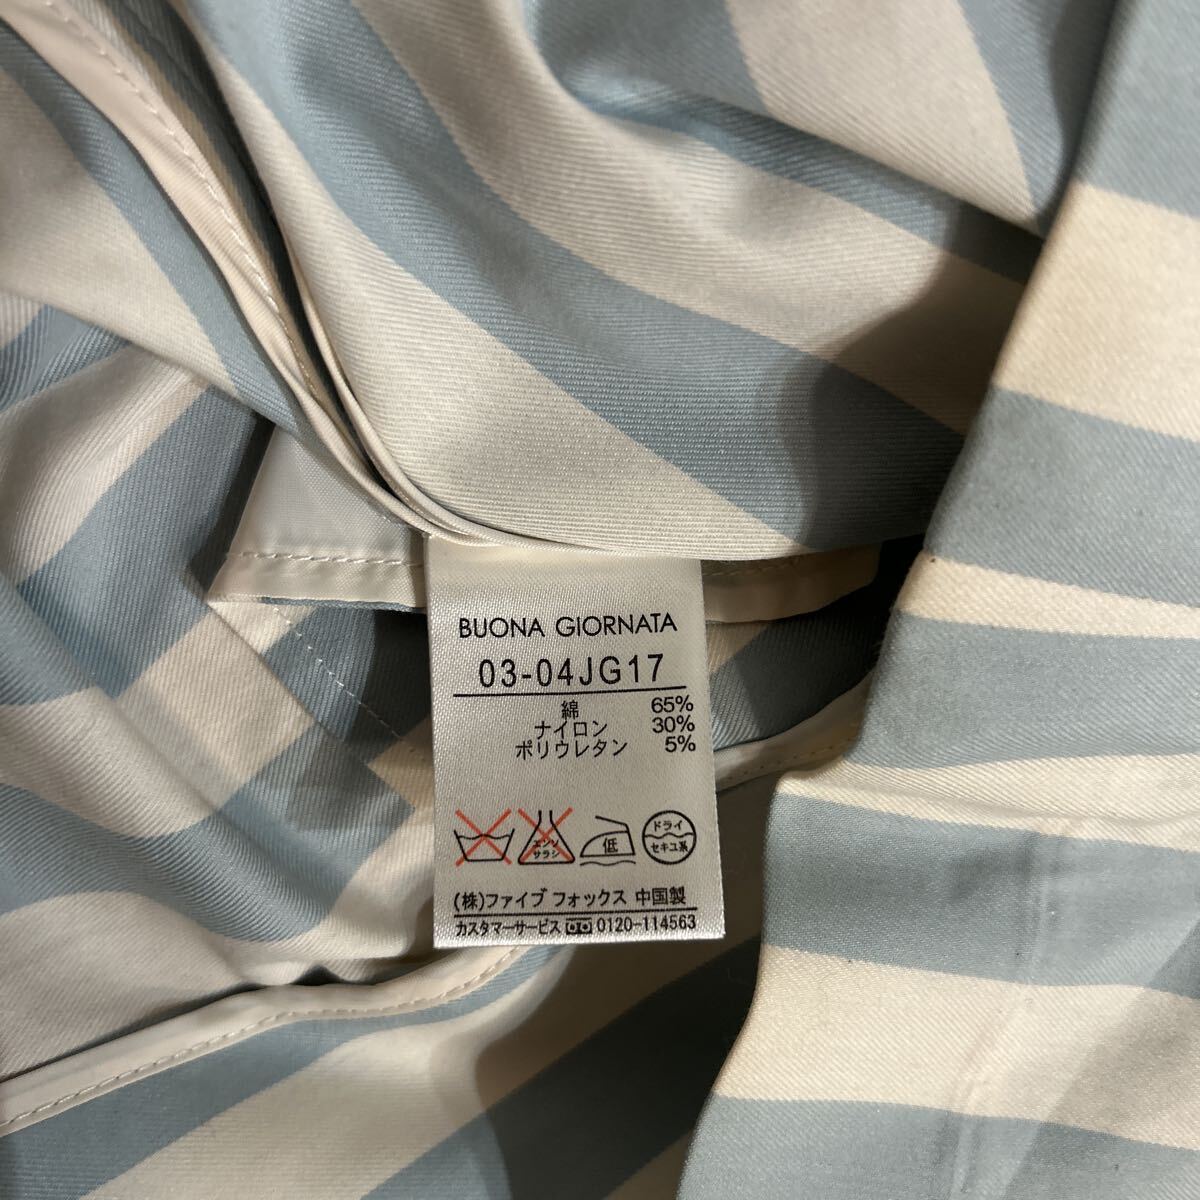 BUONA GIORNATA
03-04JG17
綿 65%
ナイロン 30%
ポリウレタン 5%
エンソ
サラシ
低
ドライ
セキユ系
(株)ファイブ フォックス 中国製
カスタマーサービス 0120-114563